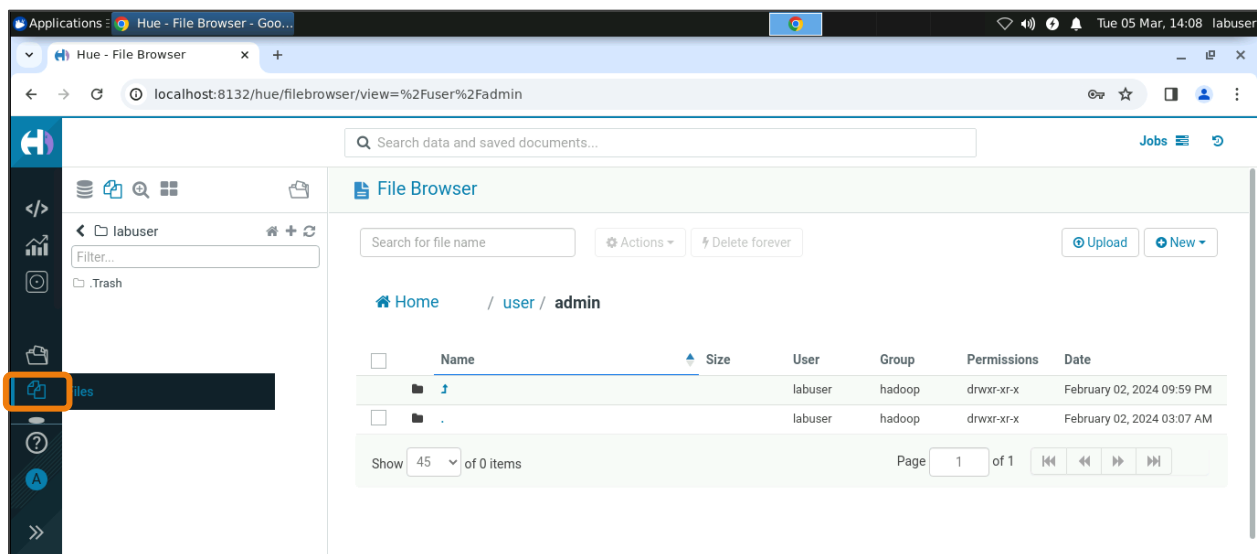 Applications Hue - File Browser - Goo... Tue 05 Mar, 14:08 labuser
Hue - File Browser
localhost:8132/hue/filebrowser/view=%2Fuser%2Fadmin
Search data and saved documents...
Jobs
File Browser
labuser
Filter...
.Trash
Files
Search for file name
Actions
Delete forever
Upload
New
Home / user / admin
Name Size User Group Permissions Date
labuser hadoop drwxr-xr-x February 02, 2024 09:59 PM
. labuser hadoop drwxr-xr-x February 02, 2024 03:07 AM
Show 45 of 0 items
Page 1 of 1
A